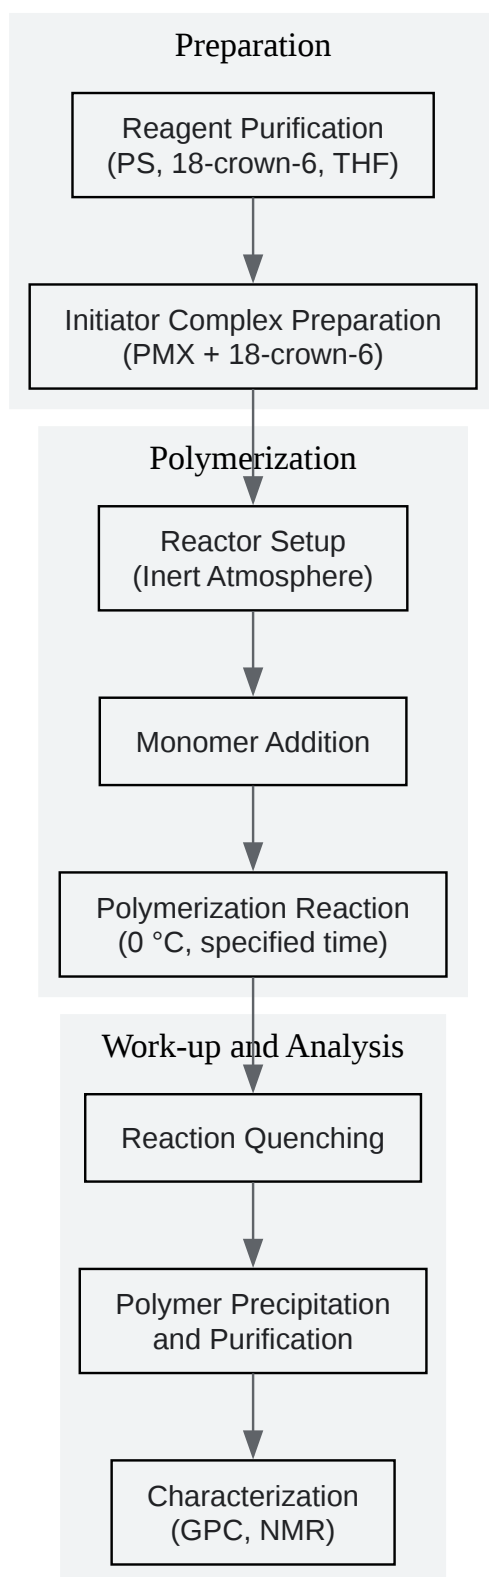 Preparation
Reagent Purification
(PS, 18-crown-6, THF)
Initiator Complex Preparation
(PMX + 18-crown-6)
Polymerization
Reactor Setup
(Inert Atmosphere)
Monomer Addition
Polymerization Reaction
(0 °C, specified time)
Work-up and Analysis
Reaction Quenching
Polymer Precipitation
and Purification
Characterization
(GPC, NMR)